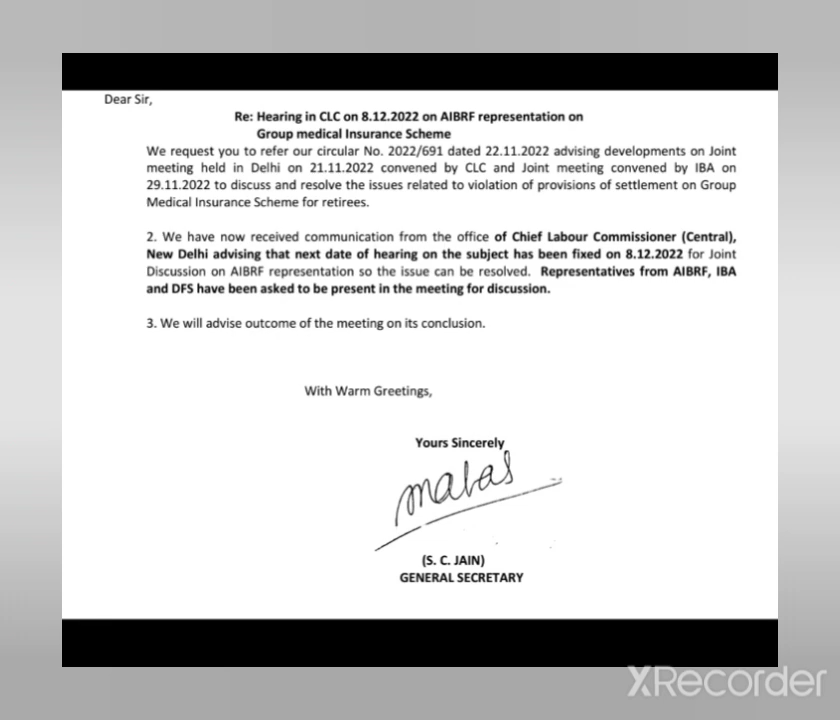 Dear Sir,
Re: Hearing in CLC on 8.12.2022 on AIBRF representation on
Group medical Insurance Scheme
We request you to refer our circular No. 2022/691 dated 22.11.2022 advising developments on Joint
meeting held in Delhi on 21.11.2022 convened by CLC and Joint meeting convened by IBA on
29.11.2022 to discuss and resolve the issues related to violation of provisions of settlement on Group
Medical Insurance Scheme for retirees.
2. We have now received communication from the office of Chief Labour Commissioner (Central),
New Delhi advising that next date of hearing on the subject has been fixed on 8.12.2022 for Joint
Discussion on AIBRF representation so the issue can be resolved. Representatives from AIBRF, IBA
and DFS have been asked to be present in the meeting for discussion.
3. We will advise outcome of the meeting on its conclusion.
With Warm Greetings,
Yours Sincerely
(S. C. JAIN)
GENERAL SECRETARY
XRecorder